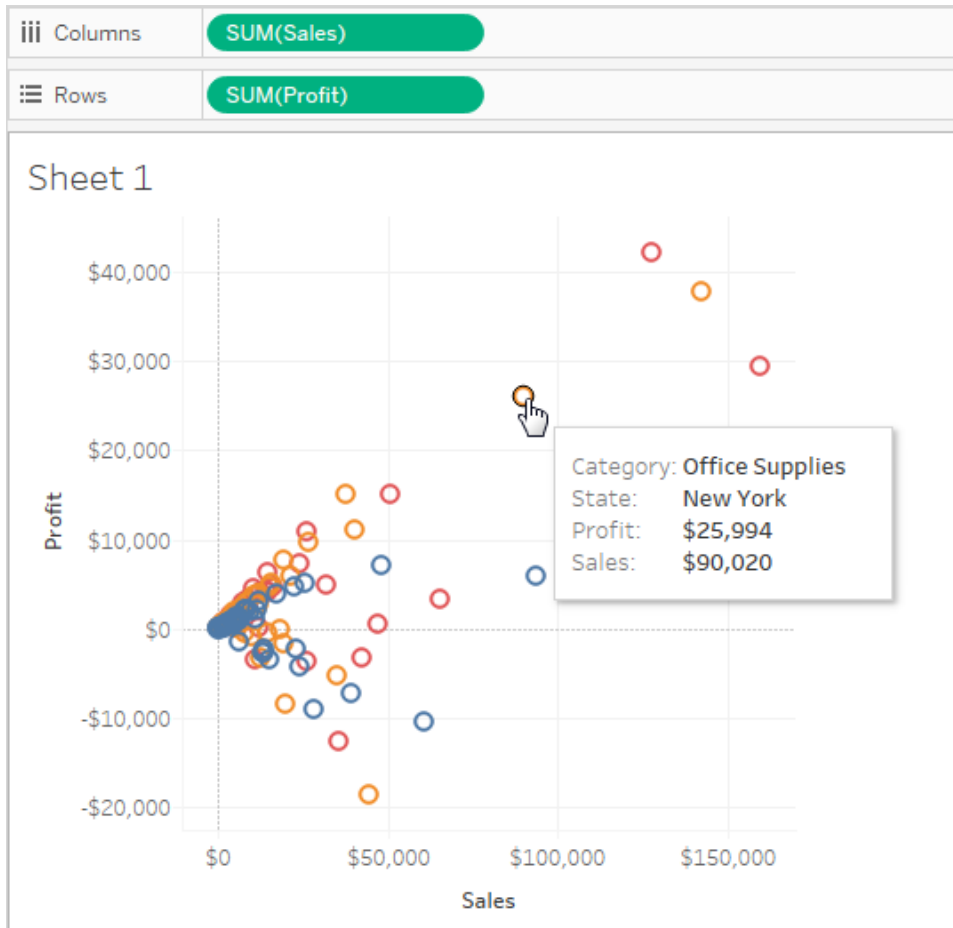 Columns SUM(Sales)
Rows SUM(Profit)
Sheet 1
$40,000
$30,000
$20,000
$10,000
$0
-$10,000
-$20,000
Profit
Category: Office Supplies
State: New York
Profit: $25,994
Sales: $90,020
$0 $50,000 $100,000 $150,000
Sales